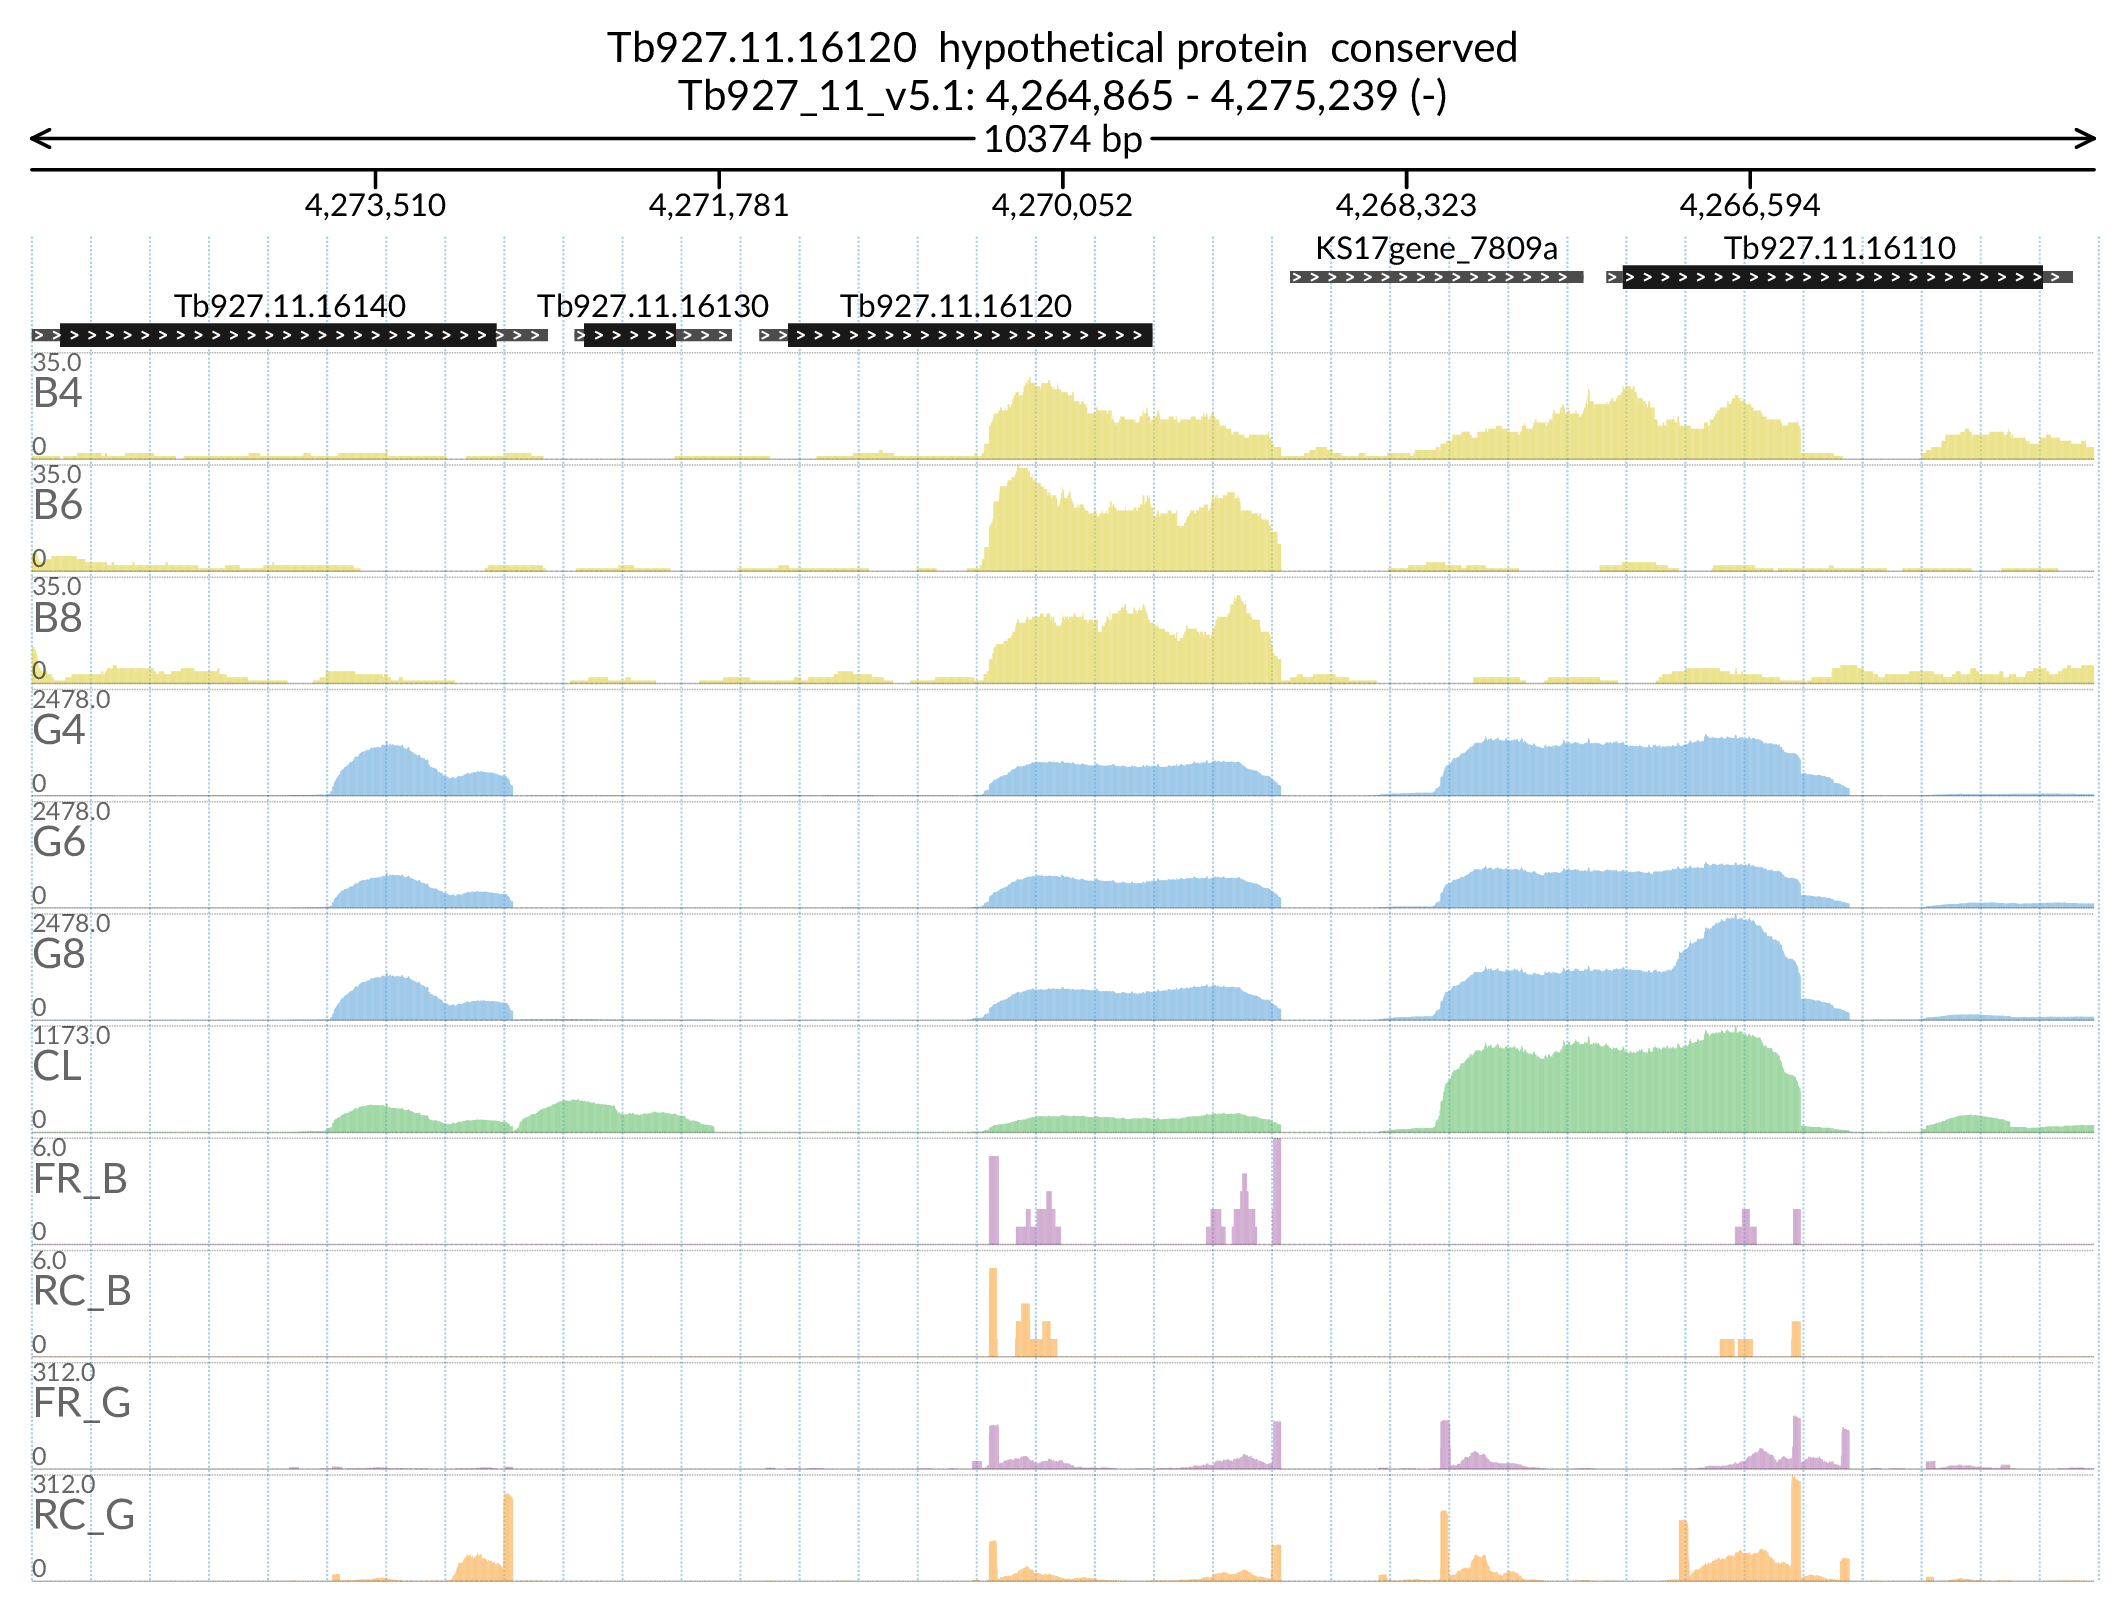 Tb927.11.16120  hypothetical protein  conserved
Tb927_11_v5.1: 4,264,865 - 4,275,239 (-)
10374 bp
4,273,510 4,271,781 4,270,052 4,268,323 4,266,594
KS17gene_7809a Tb927.11.16110
Tb927.11.16140 Tb927.11.16130 Tb927.11.16120
35.0
B4
0
35.0
B6
0
35.0
B8
0
2478.0
G4
0
2478.0
G6
0
2478.0
G8
0
1173.0
CL
0
6.0
FR_B
0
6.0
RC_B
0
312.0
FR_G
0
312.0
RC_G
0